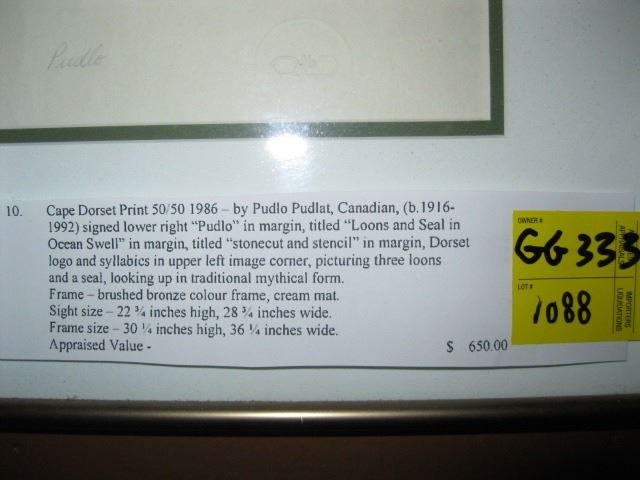 Pudlo
10. Cape Dorset Print 50/50 1986 – by Pudlo Pudlat, Canadian, (b.1916-
1992) signed lower right “Pudlo” in margin, titled “Loons and Seal in
Ocean Swell” in margin, titled “stonecut and stencil” in margin, Dorset
logo and syllabics in upper left image corner, picturing three loons
and a seal, looking up in traditional mythical form.
Frame – brushed bronze colour frame, cream mat.
Sight size – 22 ¾ inches high, 28 ¾ inches wide.
Frame size – 30 ¼ inches high, 36 ¼ inches wide.
Appraised Value - $ 650.00
OWNER #
GG 333
LOT #
1088
IMPORTERS
LIQUIDATIONS